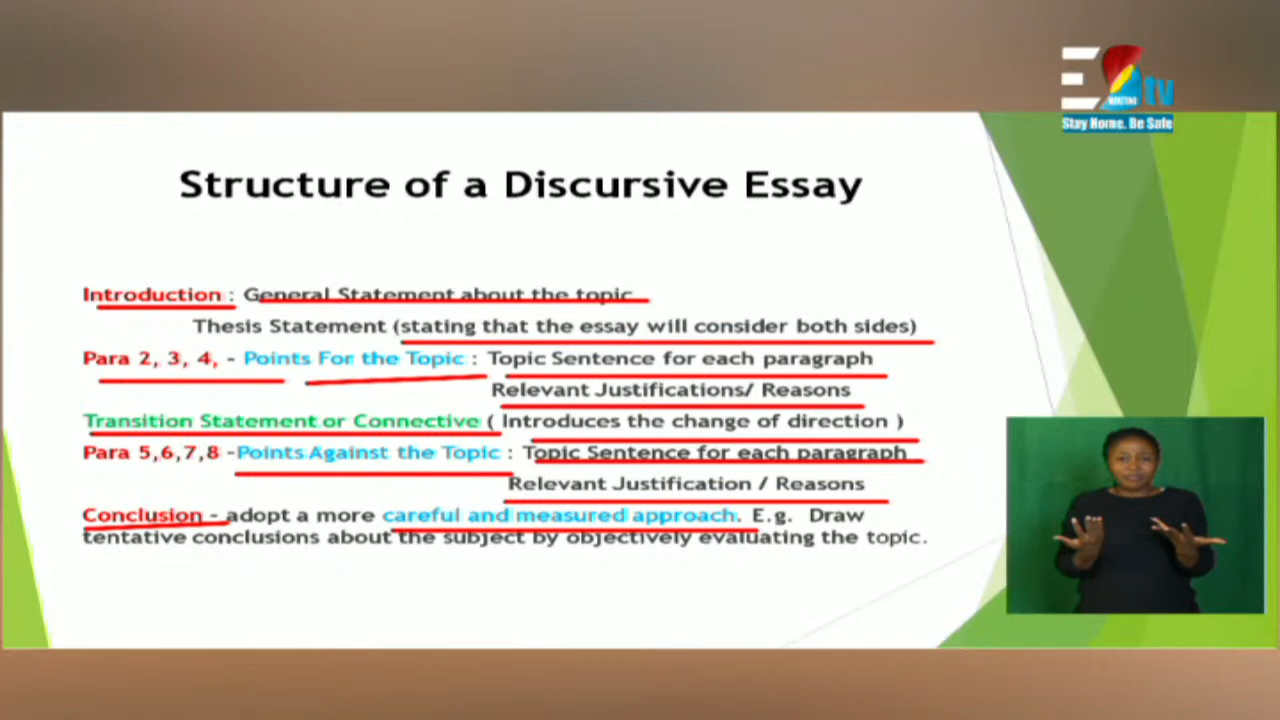 E tv
Stay Home. Be Safe
Structure of a Discursive Essay
Introduction : General Statement about the topic
Thesis Statement (stating that the essay will consider both sides)
Para 2, 3, 4, - Points For the Topic : Topic Sentence for each paragraph
Relevant Justifications/ Reasons
Transition Statement or Connective ( Introduces the change of direction )
Para 5,6,7,8 -Points Against the Topic : Topic Sentence for each paragraph
Relevant Justification / Reasons
Conclusion - adopt a more careful and measured approach. E.g. Draw
tentative conclusions about the subject by objectively evaluating the topic.